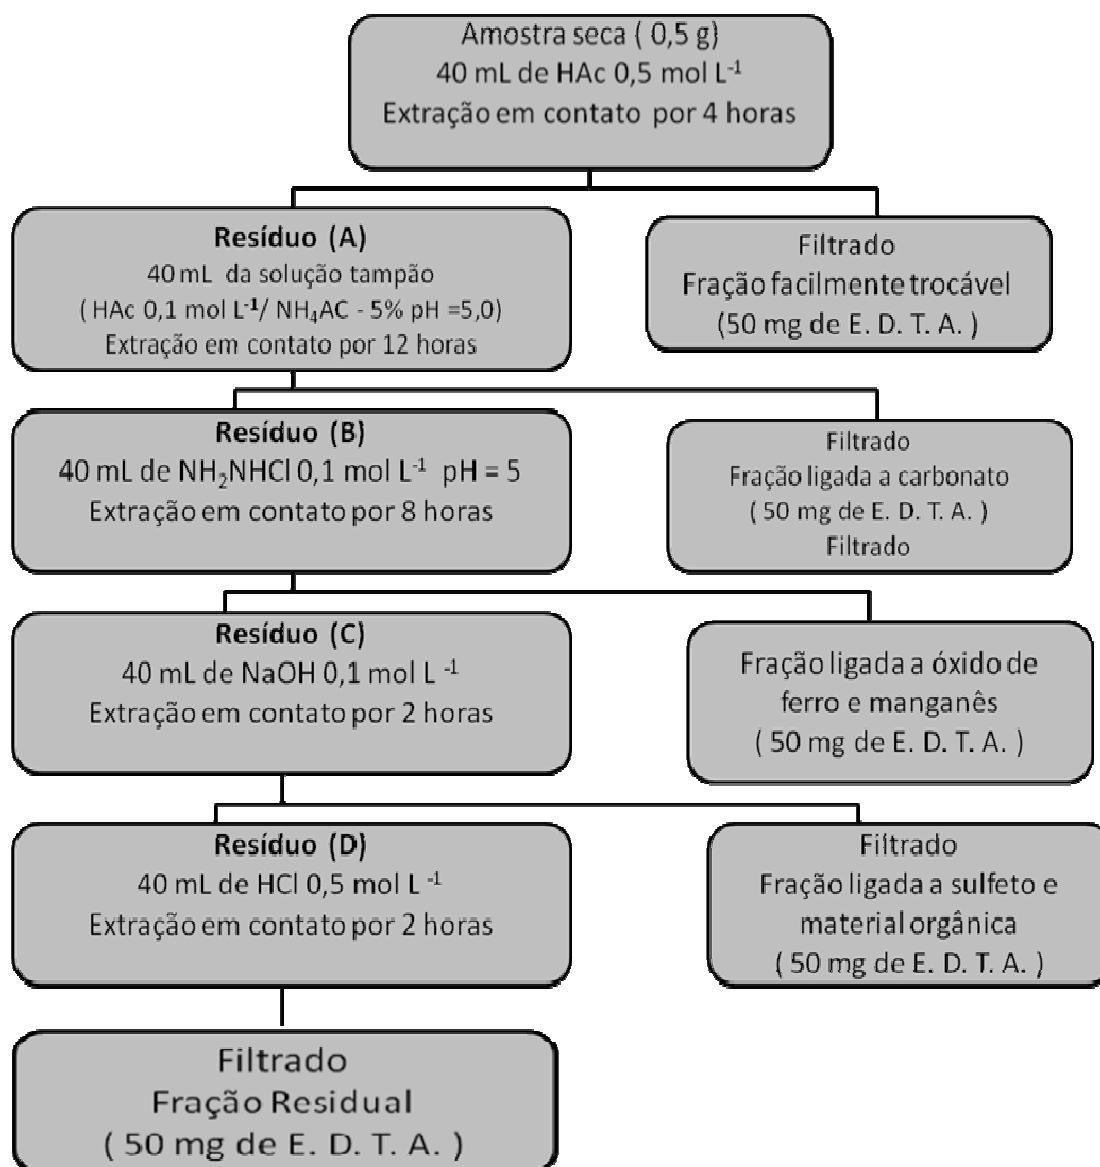 Amostra seca ( 0,5 g)
40 mL de HAc 0,5 mol L⁻¹
Extração em contato por 4 horas
Resíduo (A)
40 mL da solução tampão
( HAc 0,1 mol L⁻¹/ NH₄AC - 5% pH =5,0)
Extração em contato por 12 horas
Filtrado
Fração facilmente trocável
(50 mg de E. D. T. A. )
Resíduo (B)
40 mL de NH₂NHCl 0,1 mol L⁻¹ pH = 5
Extração em contato por 8 horas
Filtrado
Fração ligada a carbonato
( 50 mg de E. D. T. A. )
Filtrado
Resíduo (C)
40 mL de NaOH 0,1 mol L ⁻¹
Extração em contato por 2 horas
Fração ligada a óxido de
ferro e manganês
( 50 mg de E. D. T. A. )
Resíduo (D)
40 mL de HCl 0,5 mol L ⁻¹
Extração em contato por 2 horas
Filtrado
Fração ligada a sulfeto e
material orgânica
( 50 mg de E. D. T. A. )
Filtrado
Fração Residual
( 50 mg de E. D. T. A. )